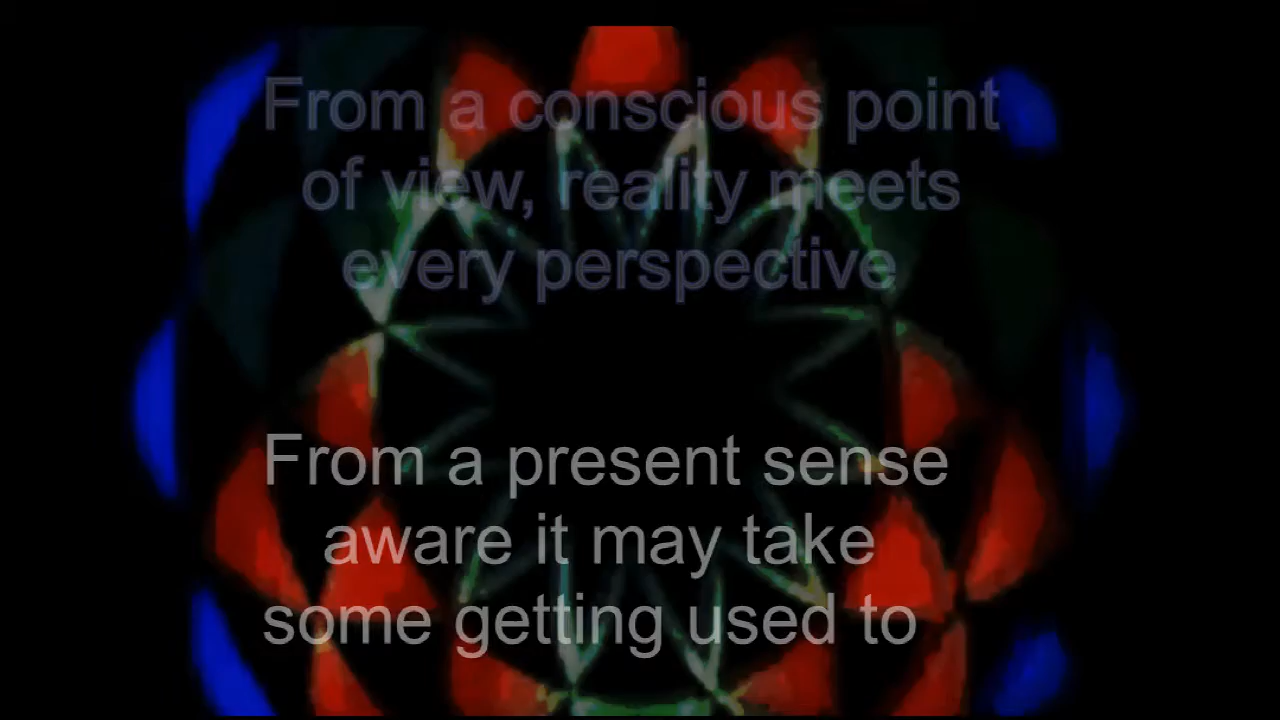 From a conscious point
of view, reality meets
every perspective
From a present sense
aware it may take
some getting used to